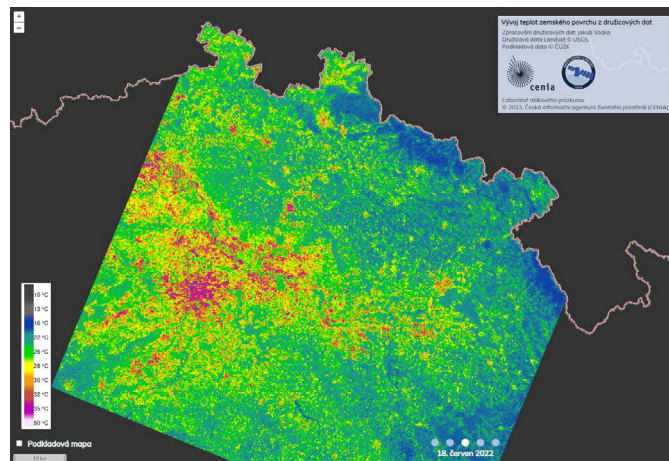 +
−
Vývoj teplot zemského povrchu z družicových dat
Zpracování družicových dat: Jakub Vodka
Družicová data Landsat © USGS
Podkladová data © ČÚZK
cenia
Laboratoř dálkového průzkumu
© 2023, Česká informační agentura životního prostředí (CENIA)
10 °C
13 °C
22 °C
26 °C
28 °C
30 °C
32 °C
35 °C
50 °C
Podkladová mapa
18. červen 2022